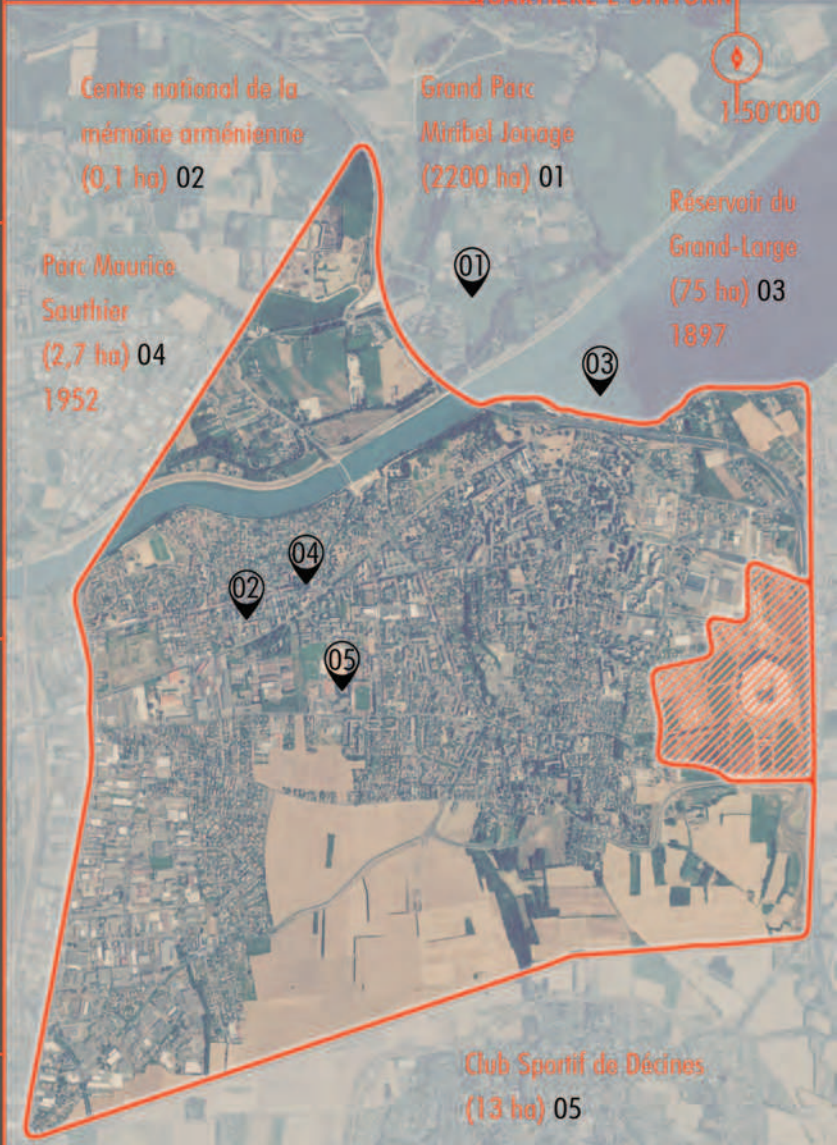 1:50'000
Centre national de la
mémoire arménienne
(0,1 ha) 02
Grand Parc
Miribel Jonage
(2200 ha) 01
Réservoir du
Grand-Large
(75 ha) 03
1897
Parc Maurice
Sauthier
(2,7 ha) 04
1952
01
03
04
02
05
Club Sportif de Décines
(13 ha) 05